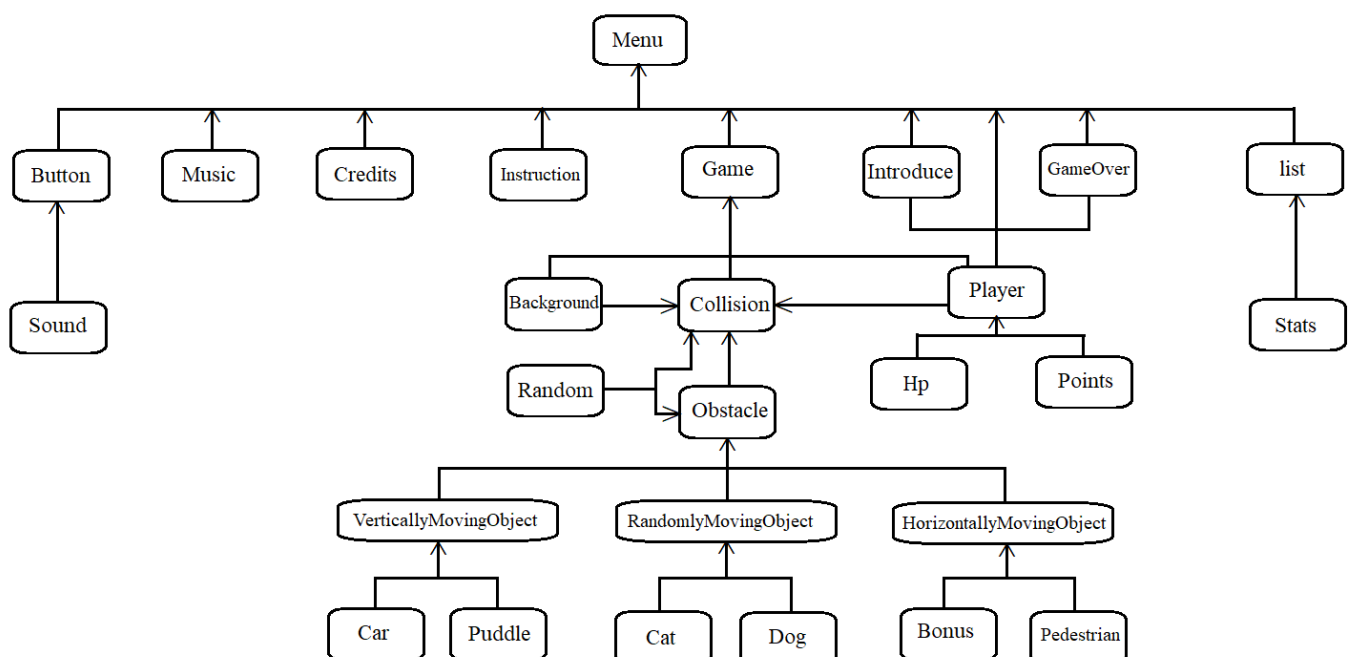 Menu
Button
Music
Credits
Instruction
Game
Introduce
GameOver
list
Sound
Background
Collision
Player
Stats
Random
Obstacle
Hp
Points
VerticallyMovingObject
RandomlyMovingObject
HorizontallyMovingObject
Car
Puddle
Cat
Dog
Bonus
Pedestrian